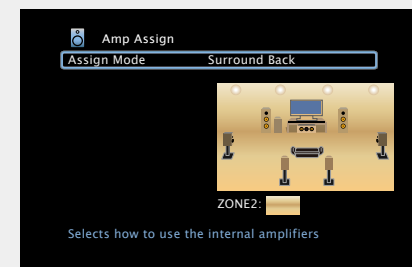 Amp Assign
Assign Mode Surround Back
ZONE2:
Selects how to use the internal amplifiers